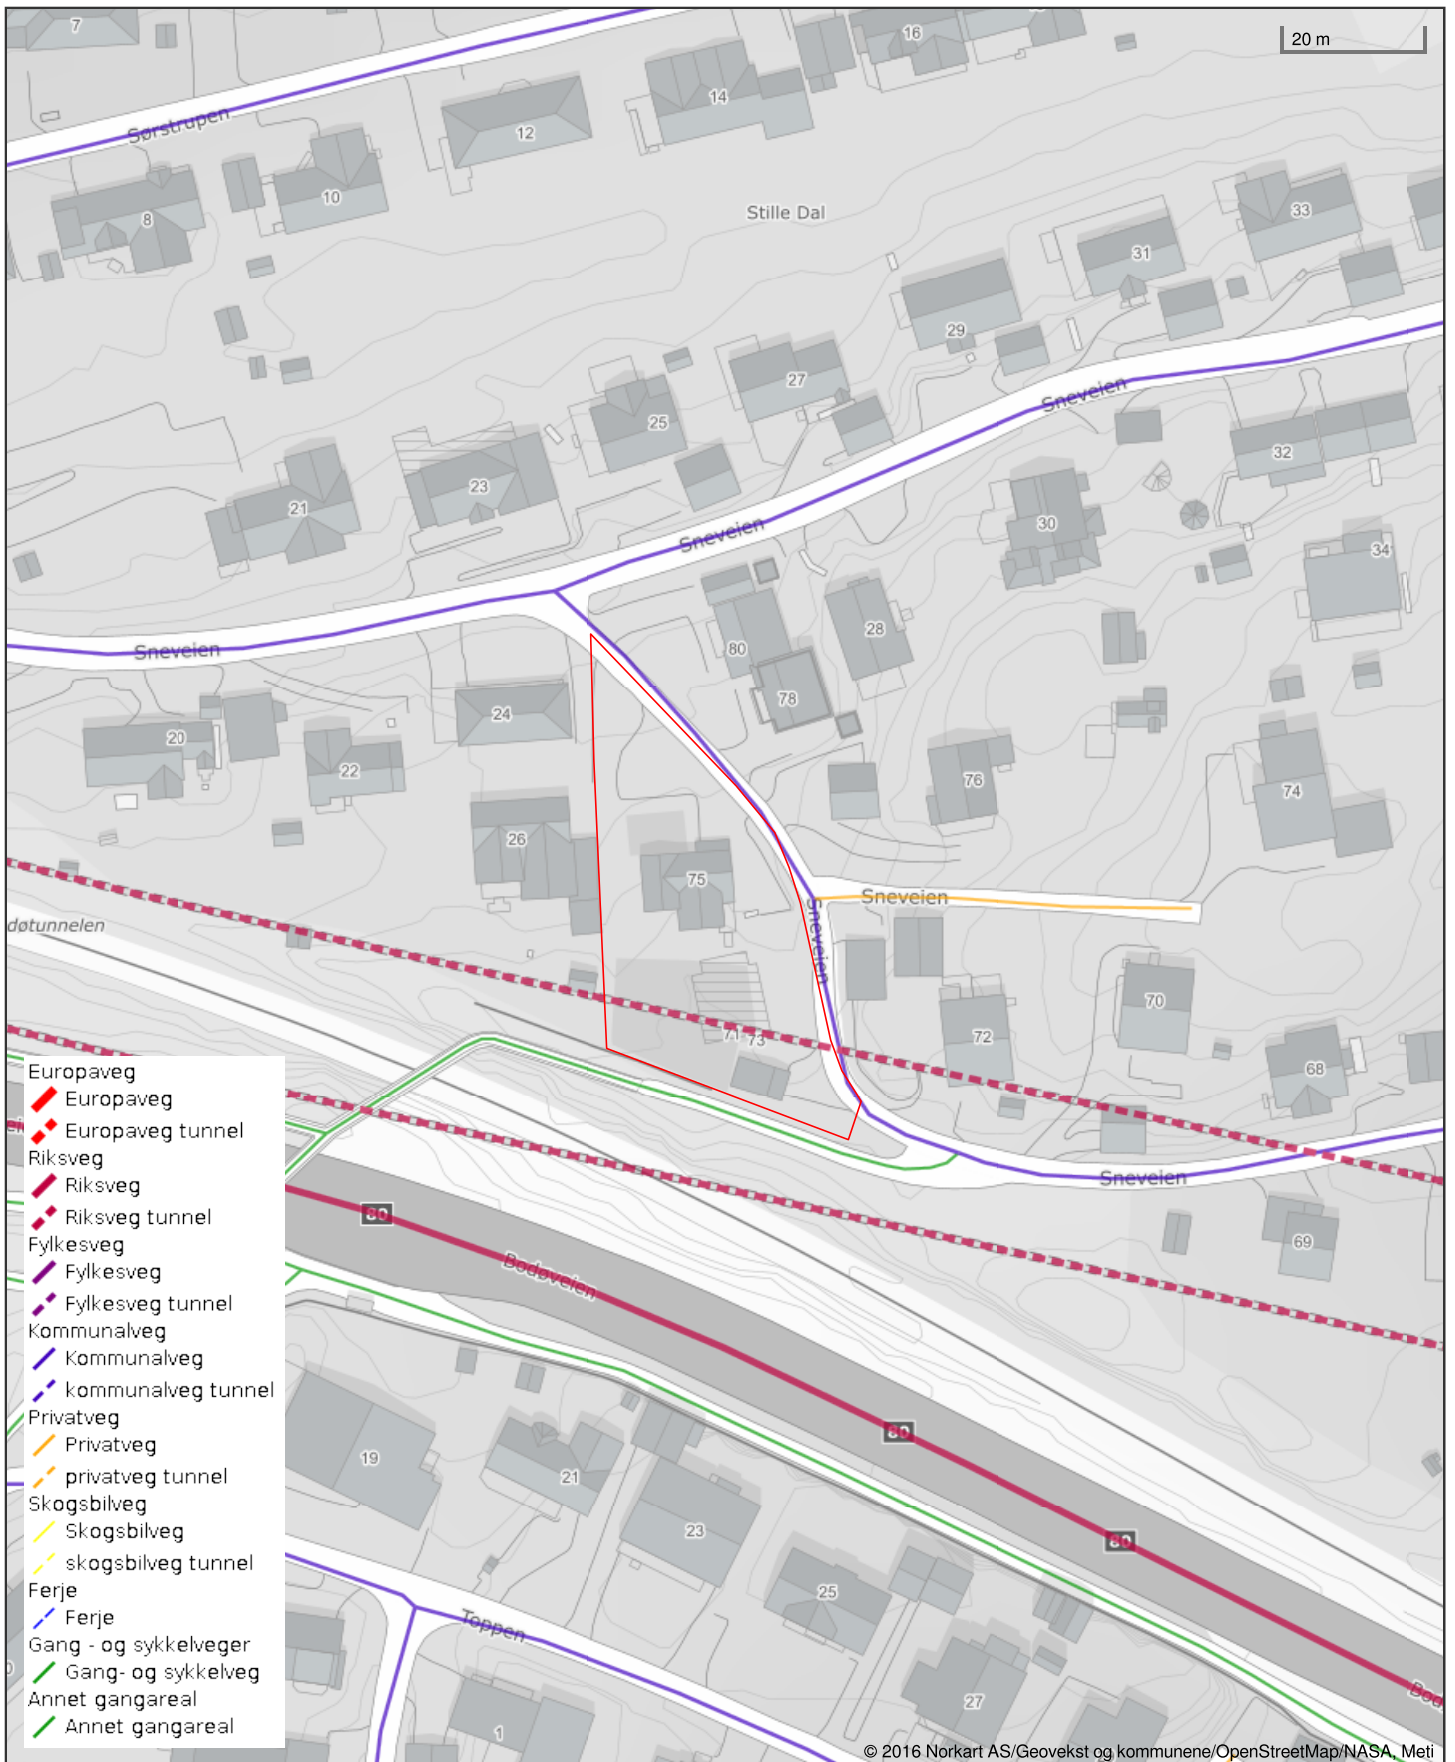 7
16
20 m
14
12
Sørstrupen
10
8
Stille Dal
33
31
29
27
25
Sneveien
32
23
21
30
Sneveien
34
28
80
Sneveien
78
24
20
22
76
74
26
75
Sneveien
Sneveien
døtunnelen
70
72
71-73
68
Sneveien
69
80
Bodøveien
80
80
19
21
23
25
Toppen
27
1
Europaveg
Europaveg
Europaveg tunnel
Riksveg
Riksveg
Riksveg tunnel
Fylkesveg
Fylkesveg
Fylkesveg tunnel
Kommunalveg
Kommunalveg
kommunalveg tunnel
Privatveg
Privatveg
privatveg tunnel
Skogsbilveg
Skogsbilveg
skogsbilveg tunnel
Ferje
Ferje
Gang - og sykkelveger
Gang- og sykkelveg
Annet gangareal
Annet gangareal
© 2016 Norkart AS/Geovekst og kommunene/OpenStreetMap/NASA, Meti